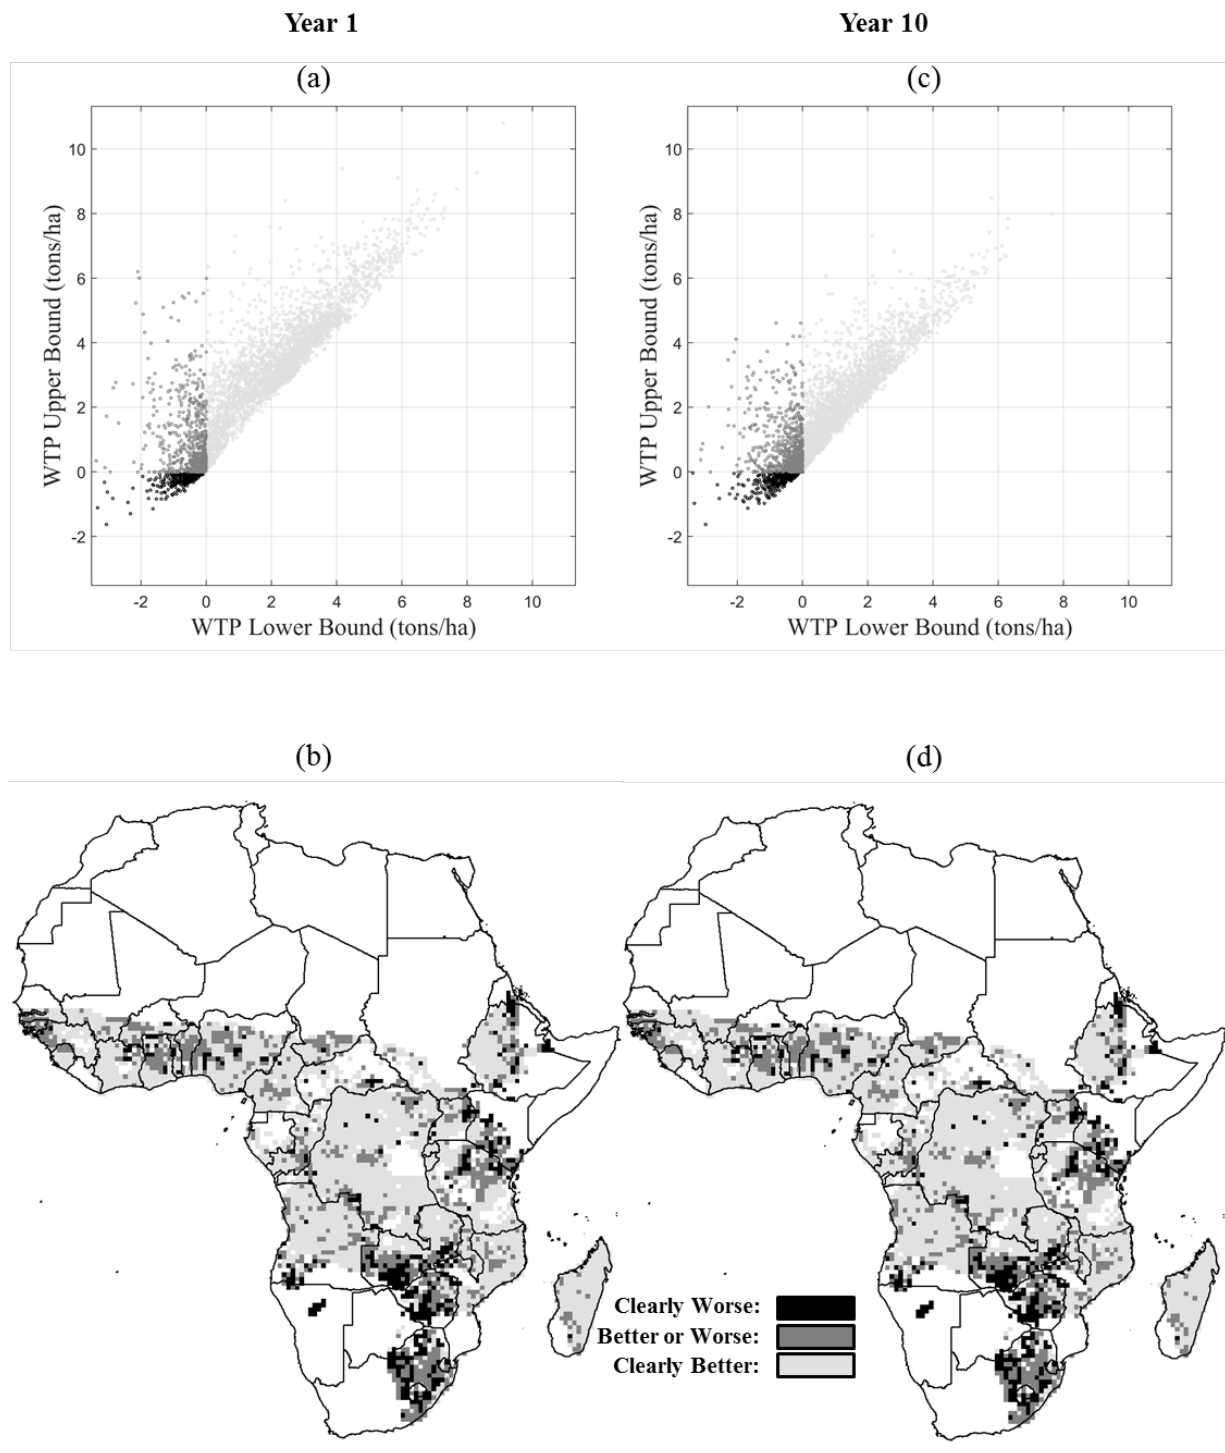 Year 1
Year 10
(a)
(c)
10
8
6
4
2
0
-2
WTP Upper Bound (tons/ha)
-2 0 2 4 6 8 10
WTP Lower Bound (tons/ha)
10
8
6
4
2
0
-2
WTP Upper Bound (tons/ha)
-2 0 2 4 6 8 10
WTP Lower Bound (tons/ha)
(b)
(d)
Clearly Worse:
Better or Worse:
Clearly Better: